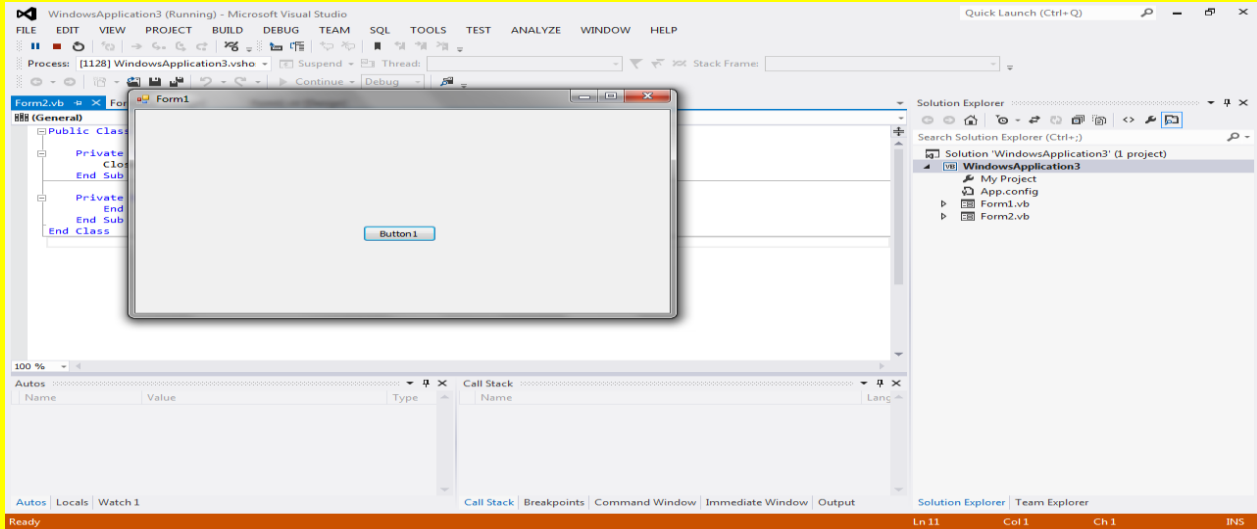 WindowsApplication3 (Running) - Microsoft Visual Studio
Quick Launch (Ctrl+Q)
FILE EDIT VIEW PROJECT BUILD DEBUG TEAM SQL TOOLS TEST ANALYZE WINDOW HELP
Process: [1128] WindowsApplication3.vsho Suspend Thread: Stack Frame:
Continue Debug
Form2.vb For
Form1
(General)
Public Clas
Private
Clos
End Sub
Private
End
End Sub
End Class
Button1
100 %
Autos
Name Value Type
Autos Locals Watch 1
Call Stack
Name Lang
Call Stack Breakpoints Command Window Immediate Window Output
Solution Explorer
Search Solution Explorer (Ctrl+;)
Solution 'WindowsApplication3' (1 project)
VB WindowsApplication3
My Project
App.config
Form1.vb
Form2.vb
Solution Explorer Team Explorer
Ready Ln 11 Col 1 Ch 1 INS